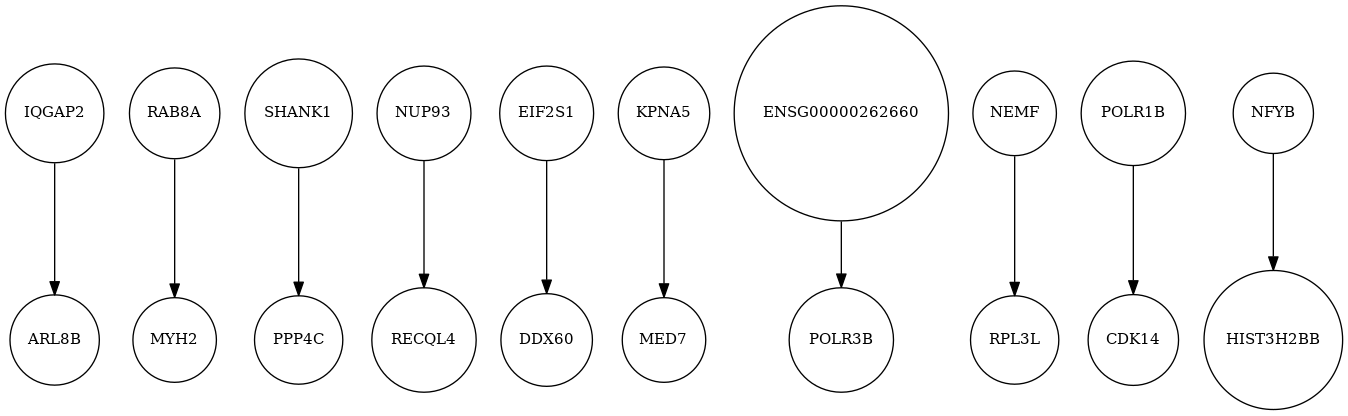 IQGAP2
RAB8A
SHANK1
NUP93
EIF2S1
KPNA5
ENSG00000262660
NEMF
POLR1B
NFYB
ARL8B
MYH2
PPP4C
RECQL4
DDX60
MED7
POLR3B
RPL3L
CDK14
HIST3H2BB